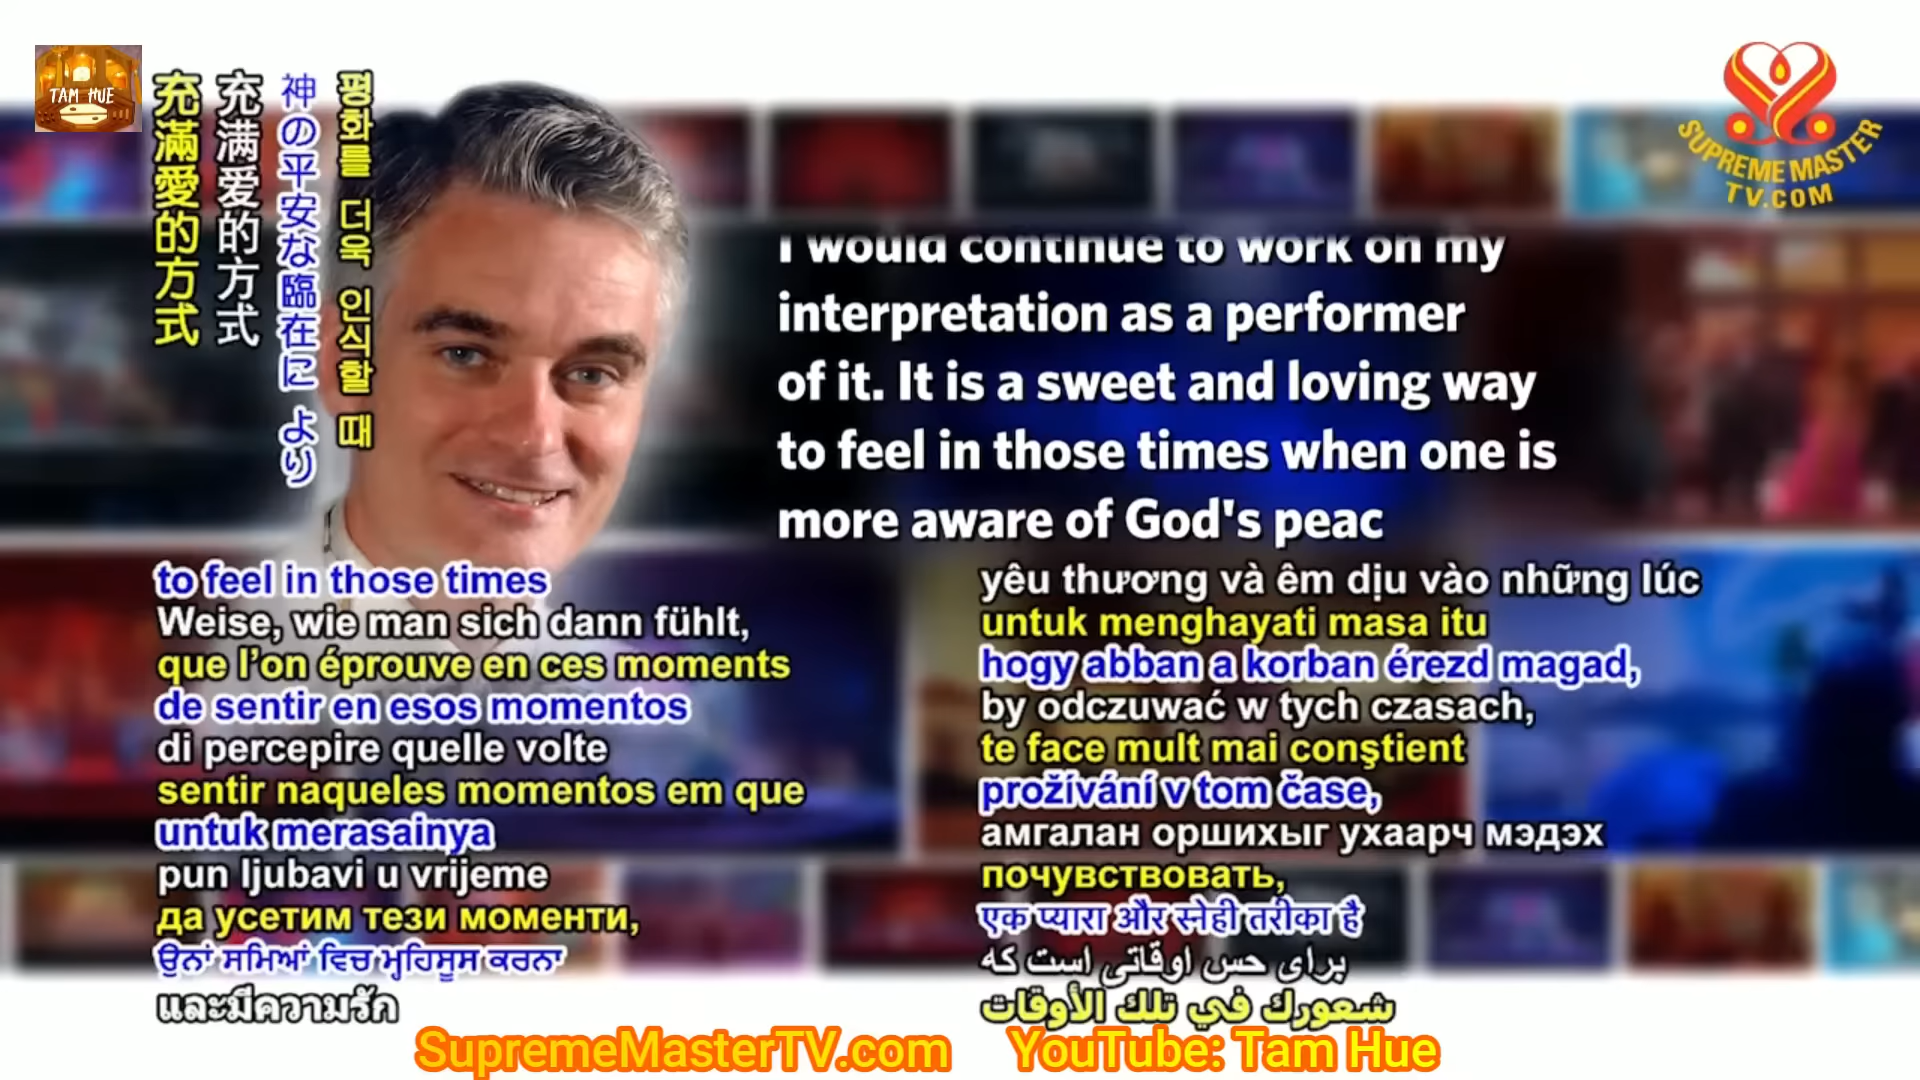 TAM HUE
充滿愛的方式
充满爱的方式
神の平安な臨在に より
평화를 더욱 인식할 때
SUPREME MASTER
TV.COM
I would continue to work on my
interpretation as a performer
of it. It is a sweet and loving way
to feel in those times when one is
more aware of God's peac
to feel in those times
Weise, wie man sich dann fühlt,
que l’on éprouve en ces moments
de sentir en esos momentos
di percepire quelle volte
sentir naqueles momentos em que
untuk merasainya
pun ljubavi u vrijeme
да усетим тези моменти,
ਉਨਾਂ ਸਮਿਆਂ ਵਿਚ ਮੁਹਿਸੂਸ ਕਰਨਾ
และมีความรัก
yêu thương và êm dịu vào những lúc
untuk menghayati masa itu
hogy abban a korban érezd magad,
by odczuwać w tych czasach,
te face mult mai conştient
prožívání v tom čase,
амгалан оршихыг ухаарч мэдэх
почувствовать,
एक प्यारा और स्नेही तरीका है
برای حس اوقاتی است که
شعورك في تلك الأوقات
SupremeMasterTV.com YouTube: Tam Hue